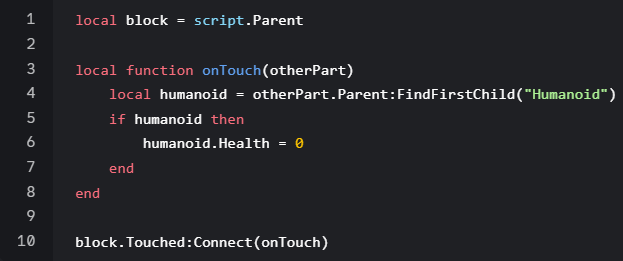 1 local block = script.Parent
2
3 local function onTouch(otherPart)
4     local humanoid = otherPart.Parent:FindFirstChild("Humanoid")
5     if humanoid then
6         humanoid.Health = 0
7     end
8 end
9
10 block.Touched:Connect(onTouch)